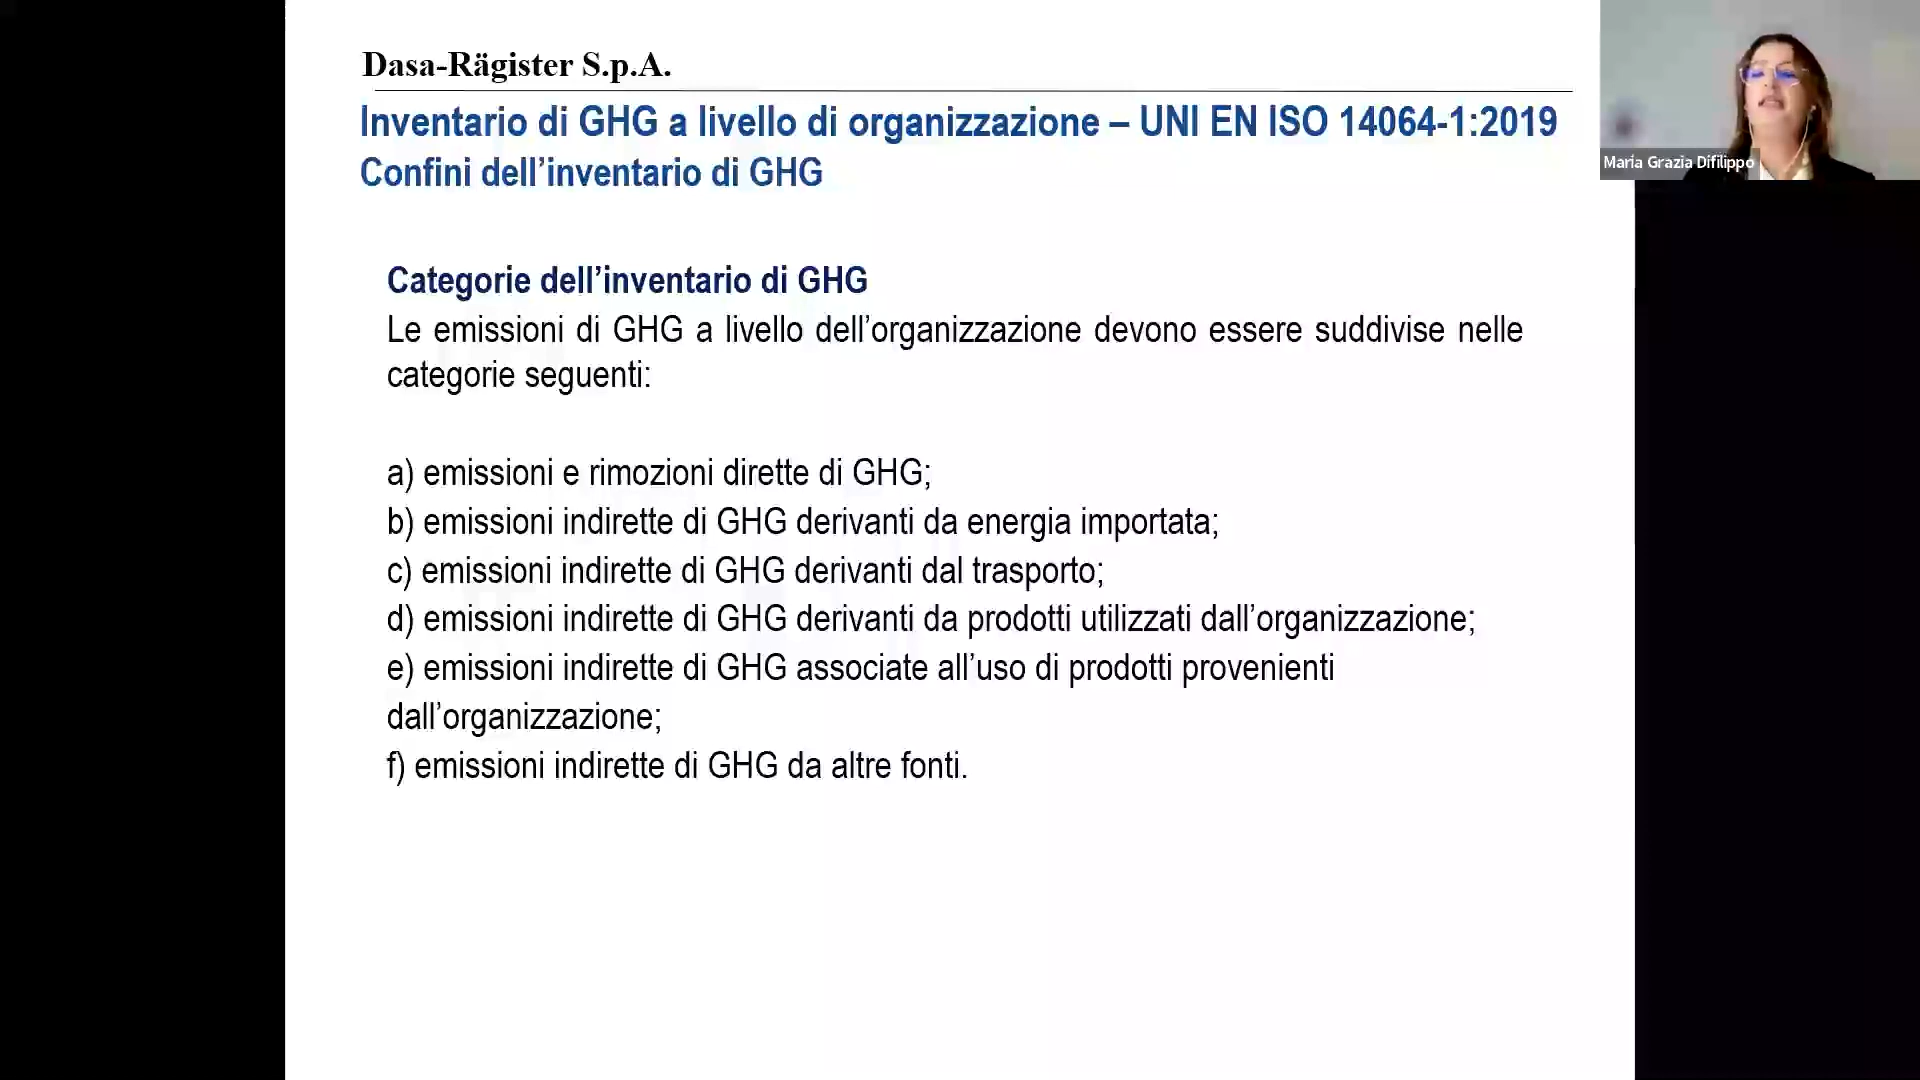 Dasa-Rägister S.p.A.
Inventario di GHG a livello di organizzazione – UNI EN ISO 14064-1:2019
Confini dell’inventario di GHG
Maria Grazia Difilippo
Categorie dell’inventario di GHG
Le emissioni di GHG a livello dell’organizzazione devono essere suddivise nelle
categorie seguenti:
a) emissioni e rimozioni dirette di GHG;
b) emissioni indirette di GHG derivanti da energia importata;
c) emissioni indirette di GHG derivanti dal trasporto;
d) emissioni indirette di GHG derivanti da prodotti utilizzati dall’organizzazione;
e) emissioni indirette di GHG associate all’uso di prodotti provenienti
dall’organizzazione;
f) emissioni indirette di GHG da altre fonti.